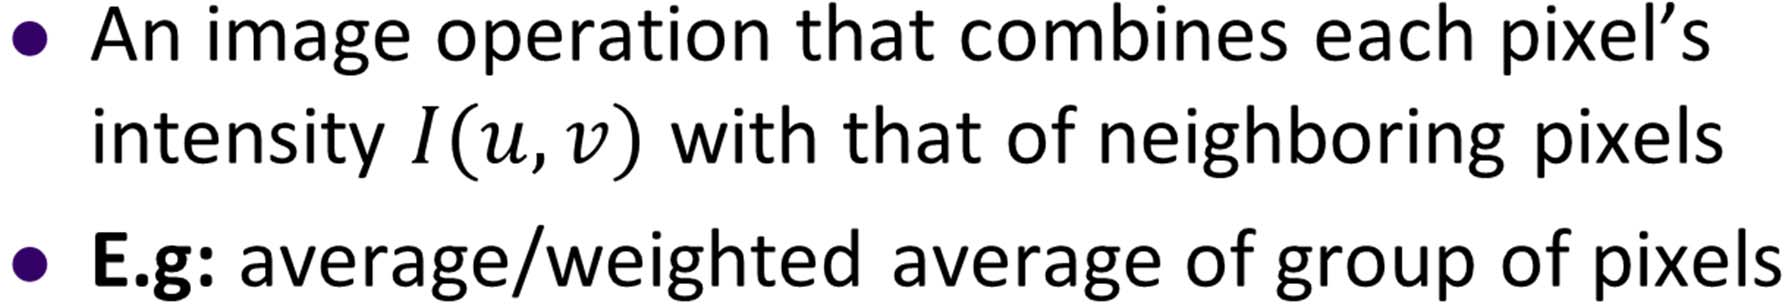 • An image operation that combines each pixel’s
intensity I(u, v) with that of neighboring pixels
• E.g: average/weighted average of group of pixels